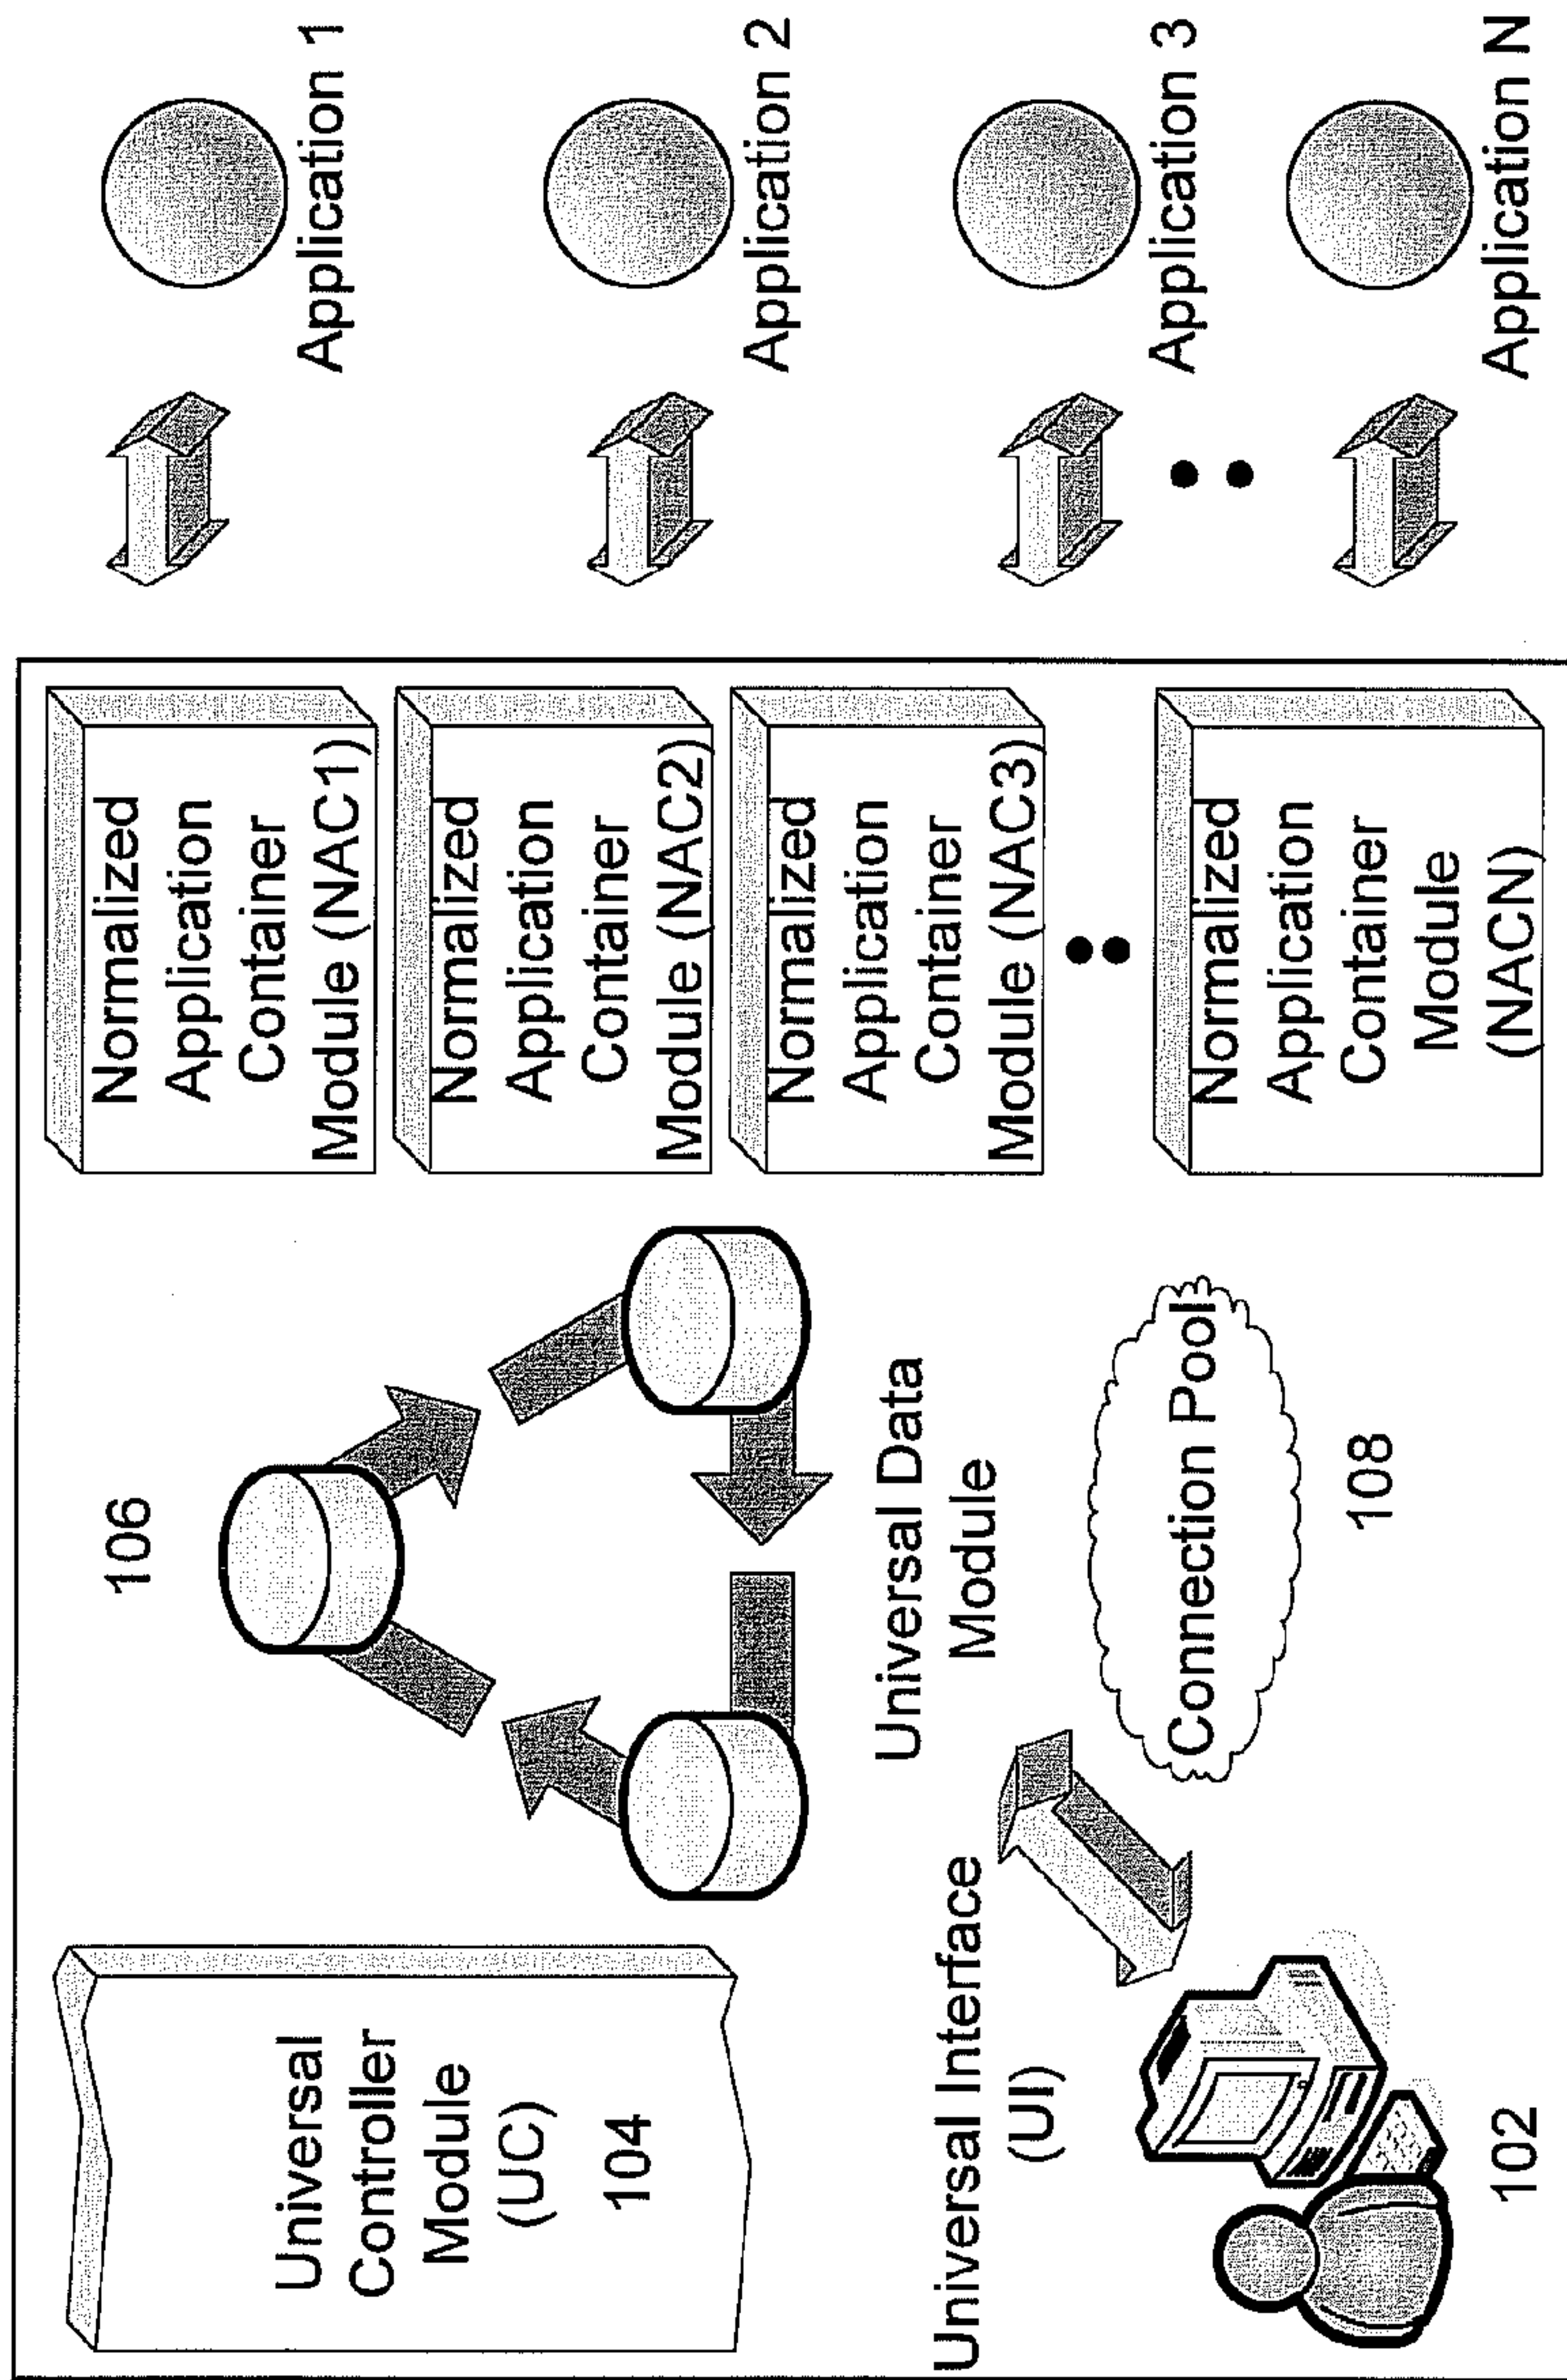 Universal
Controller
Module
(UC)
104
106
Universal Data
Module
Normalized
Application
Container
Module (NAC1)
Normalized
Application
Container
Module (NAC2)
Normalized
Application
Container
Module (NAC3)
Normalized
Application
Container
Module
(NACN)
Application 1
Application 2
Application 3
Application N
Universal Interface
(UI)
102
Connection Pool
108